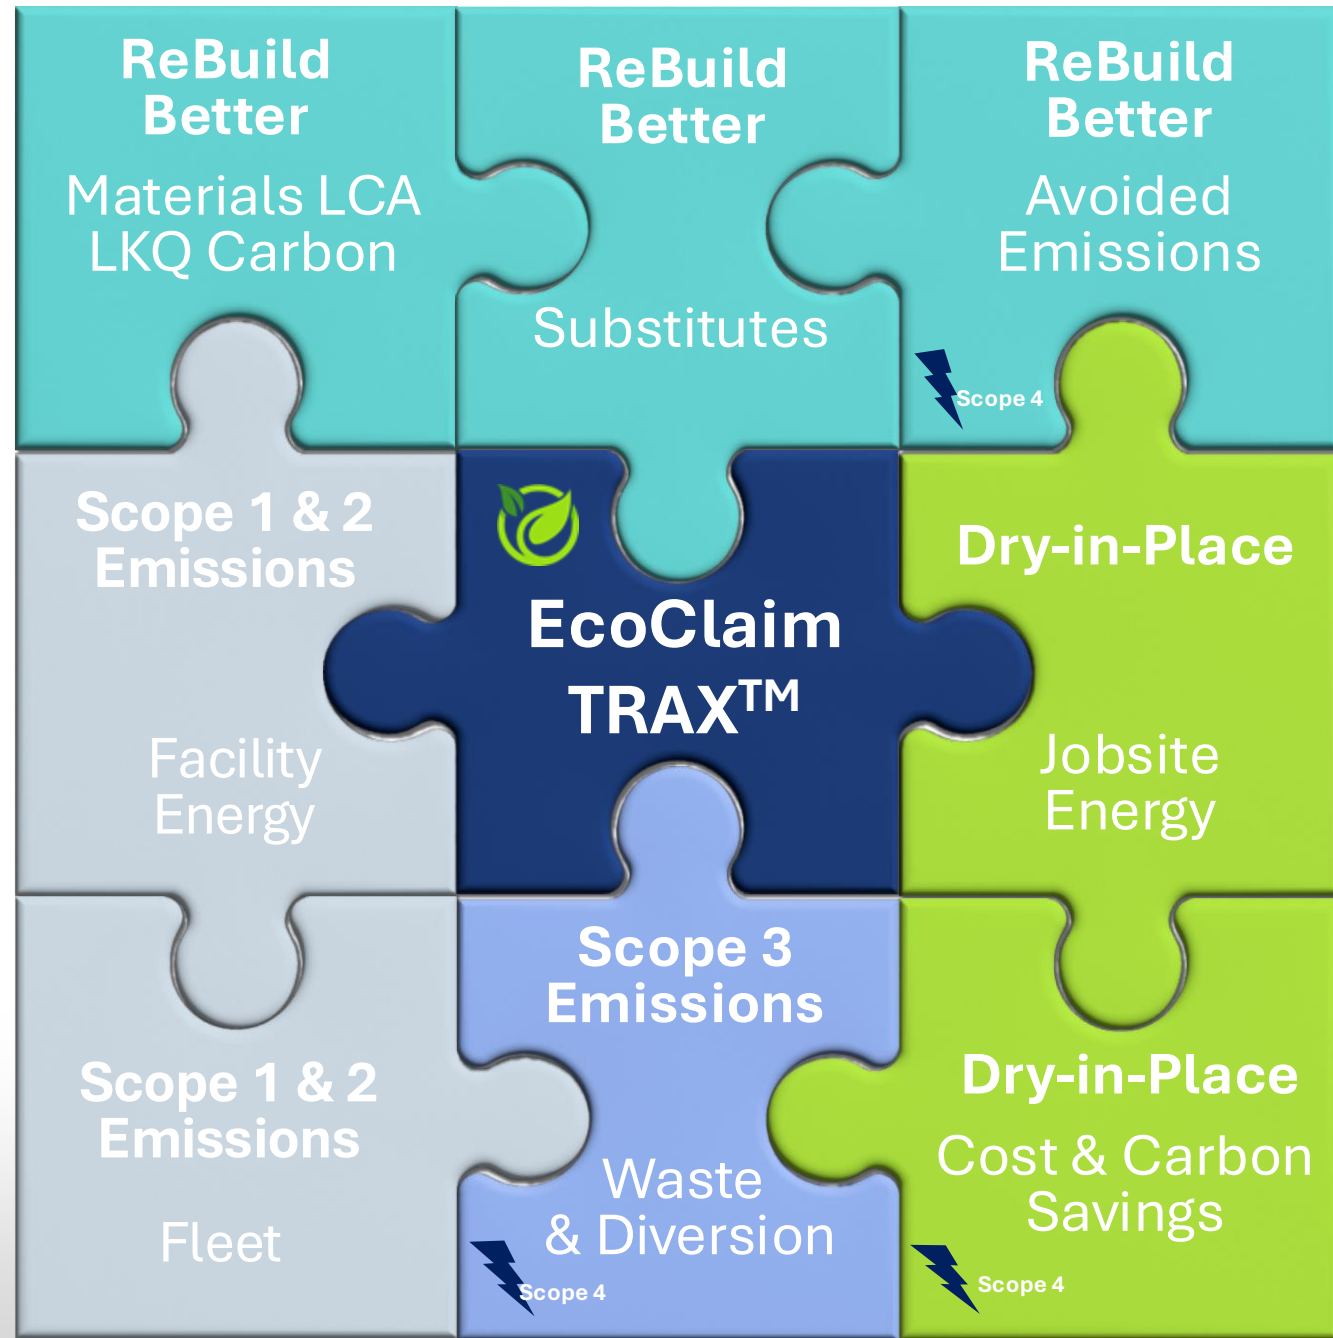 ReBuild
Better
Materials LCA
LKQ Carbon
ReBuild
Better
Substitutes
ReBuild
Better
Avoided
Emissions
Scope 4
Scope 1 & 2
Emissions
Facility
Energy
EcoClaim
TRAX™
Dry-in-Place
Jobsite
Energy
Scope 1 & 2
Emissions
Fleet
Scope 3
Emissions
Waste
& Diversion
Scope 4
Dry-in-Place
Cost & Carbon
Savings
Scope 4